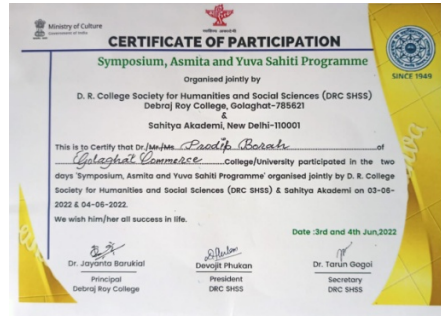 Ministry of Culture
Government of India
साहित्य अकादेमी
CERTIFICATE OF PARTICIPATION
Symposium, Asmita and Yuva Sahiti Programme
SINCE 1949
Organised jointly by
D. R. College Society for Humanities and Social Sciences (DRC SHSS)
Debraj Roy College, Golaghat-785621
&
Sahitya Akademi, New Delhi-110001
This is to Certify that Dr./Mr./Mrs Prodip Borah of
Golaghat Commerce College/University participated in the two
days 'Symposium, Asmita and Yuva Sahiti Programme' organised jointly by D. R. College
Society for Humanities and Social Sciences (DRC SHSS) & Sahitya Akademi on 03-06-
2022 & 04-06-2022.
We wish him/her all success in life.
Date :3rd and 4th Jun,2022
Dr. Jayanta Barukial
Principal
Debraj Roy College
Devojit Phukan
President
DRC SHSS
Dr. Tarun Gogoi
Secretary
DRC SHSS